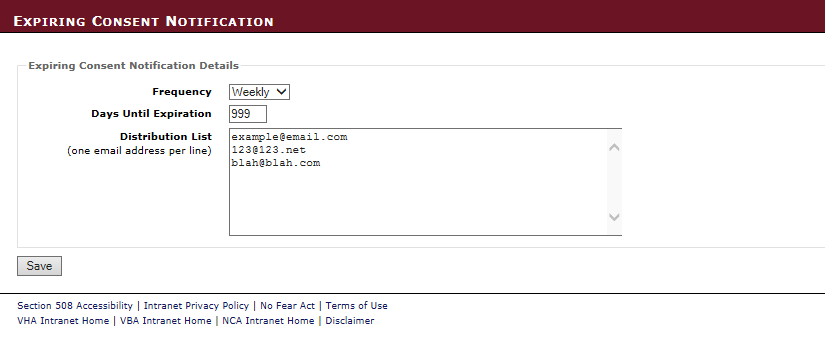 Expiring Consent Notification
Expiring Consent Notification Details
Frequency Weekly
Days Until Expiration 999
Distribution List
(one email address per line)
example@email.com
123@123.net
blah@blah.com
Save
Section 508 Accessibility | Intranet Privacy Policy | No Fear Act | Terms of Use
VHA Intranet Home | VBA Intranet Home | NCA Intranet Home | Disclaimer